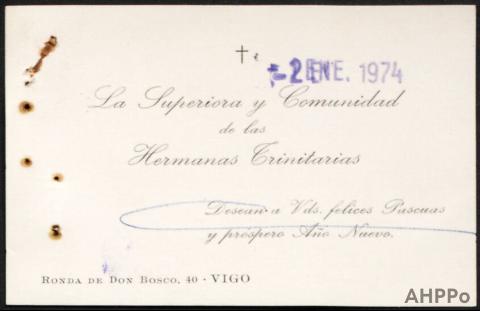 -2 ENE. 1974
La Superiora y Comunidad
de las
Hermanas Trinitarias
Desean a Vds. felices Pascuas
y próspero Año Nuevo.
RONDA DE DON BOSCO, 40 - VIGO
AHPPo